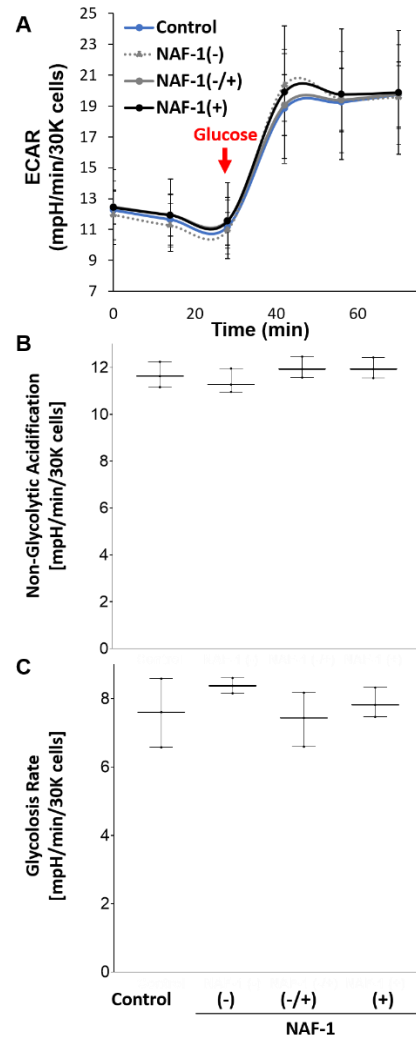 A
Control
NAF-1(-)
NAF-1(-/+)
NAF-1(+)
Glucose
ECAR
(mpH/min/30K cells)
25
23
21
19
17
15
13
11
9
7
0 20 40 60
Time (min)
B
Non-Glycolytic Acidification
[mpH/min/30K cells]
12
10
8
6
4
2
0
C
Glycolosis Rate
[mpH/min/30K cells]
8
6
4
2
0
Control (-) (-/+) (+)
NAF-1